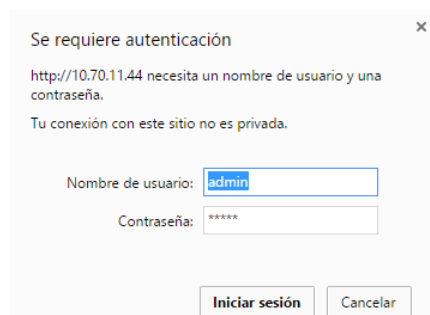 Se requiere autenticación
http://10.70.11.44 necesita un nombre de usuario y una
contraseña.
Tu conexión con este sitio no es privada.
Nombre de usuario: admin
Contraseña: *****
Iniciar sesión Cancelar